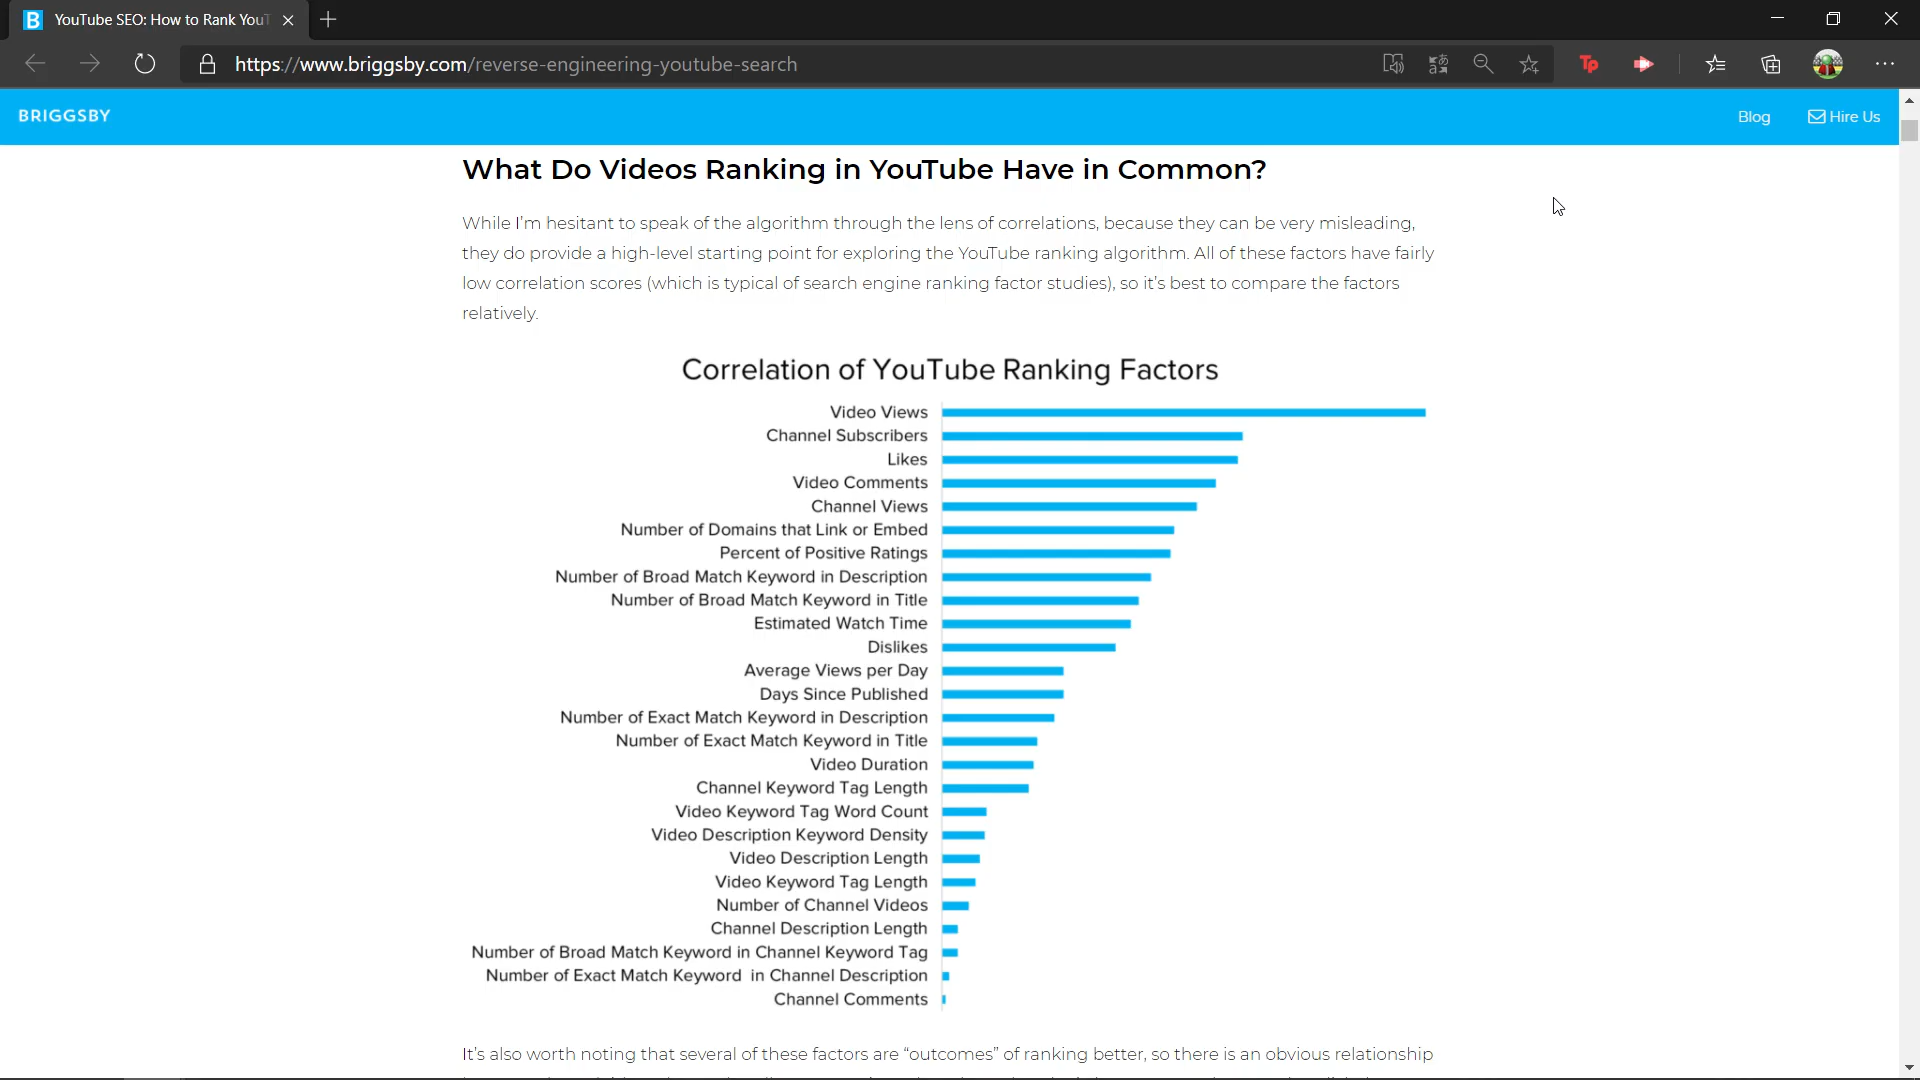 YouTube SEO: How to Rank YouT
https://www.briggsby.com/reverse-engineering-youtube-search
BRIGGSBY
Blog
Hire Us
What Do Videos Ranking in YouTube Have in Common?
While I'm hesitant to speak of the algorithm through the lens of correlations, because they can be very misleading,
they do provide a high-level starting point for exploring the YouTube ranking algorithm. All of these factors have fairly
low correlation scores (which is typical of search engine ranking factor studies), so it's best to compare the factors
relatively.
Correlation of YouTube Ranking Factors
Video Views
Channel Subscribers
Likes
Video Comments
Channel Views
Number of Domains that Link or Embed
Percent of Positive Ratings
Number of Broad Match Keyword in Description
Number of Broad Match Keyword in Title
Estimated Watch Time
Dislikes
Average Views per Day
Days Since Published
Number of Exact Match Keyword in Description
Number of Exact Match Keyword in Title
Video Duration
Channel Keyword Tag Length
Video Keyword Tag Word Count
Video Description Keyword Density
Video Description Length
Video Keyword Tag Length
Number of Channel Videos
Channel Description Length
Number of Broad Match Keyword in Channel Keyword Tag
Number of Exact Match Keyword in Channel Description
Channel Comments
It's also worth noting that several of these factors are “outcomes” of ranking better, so there is an obvious relationship